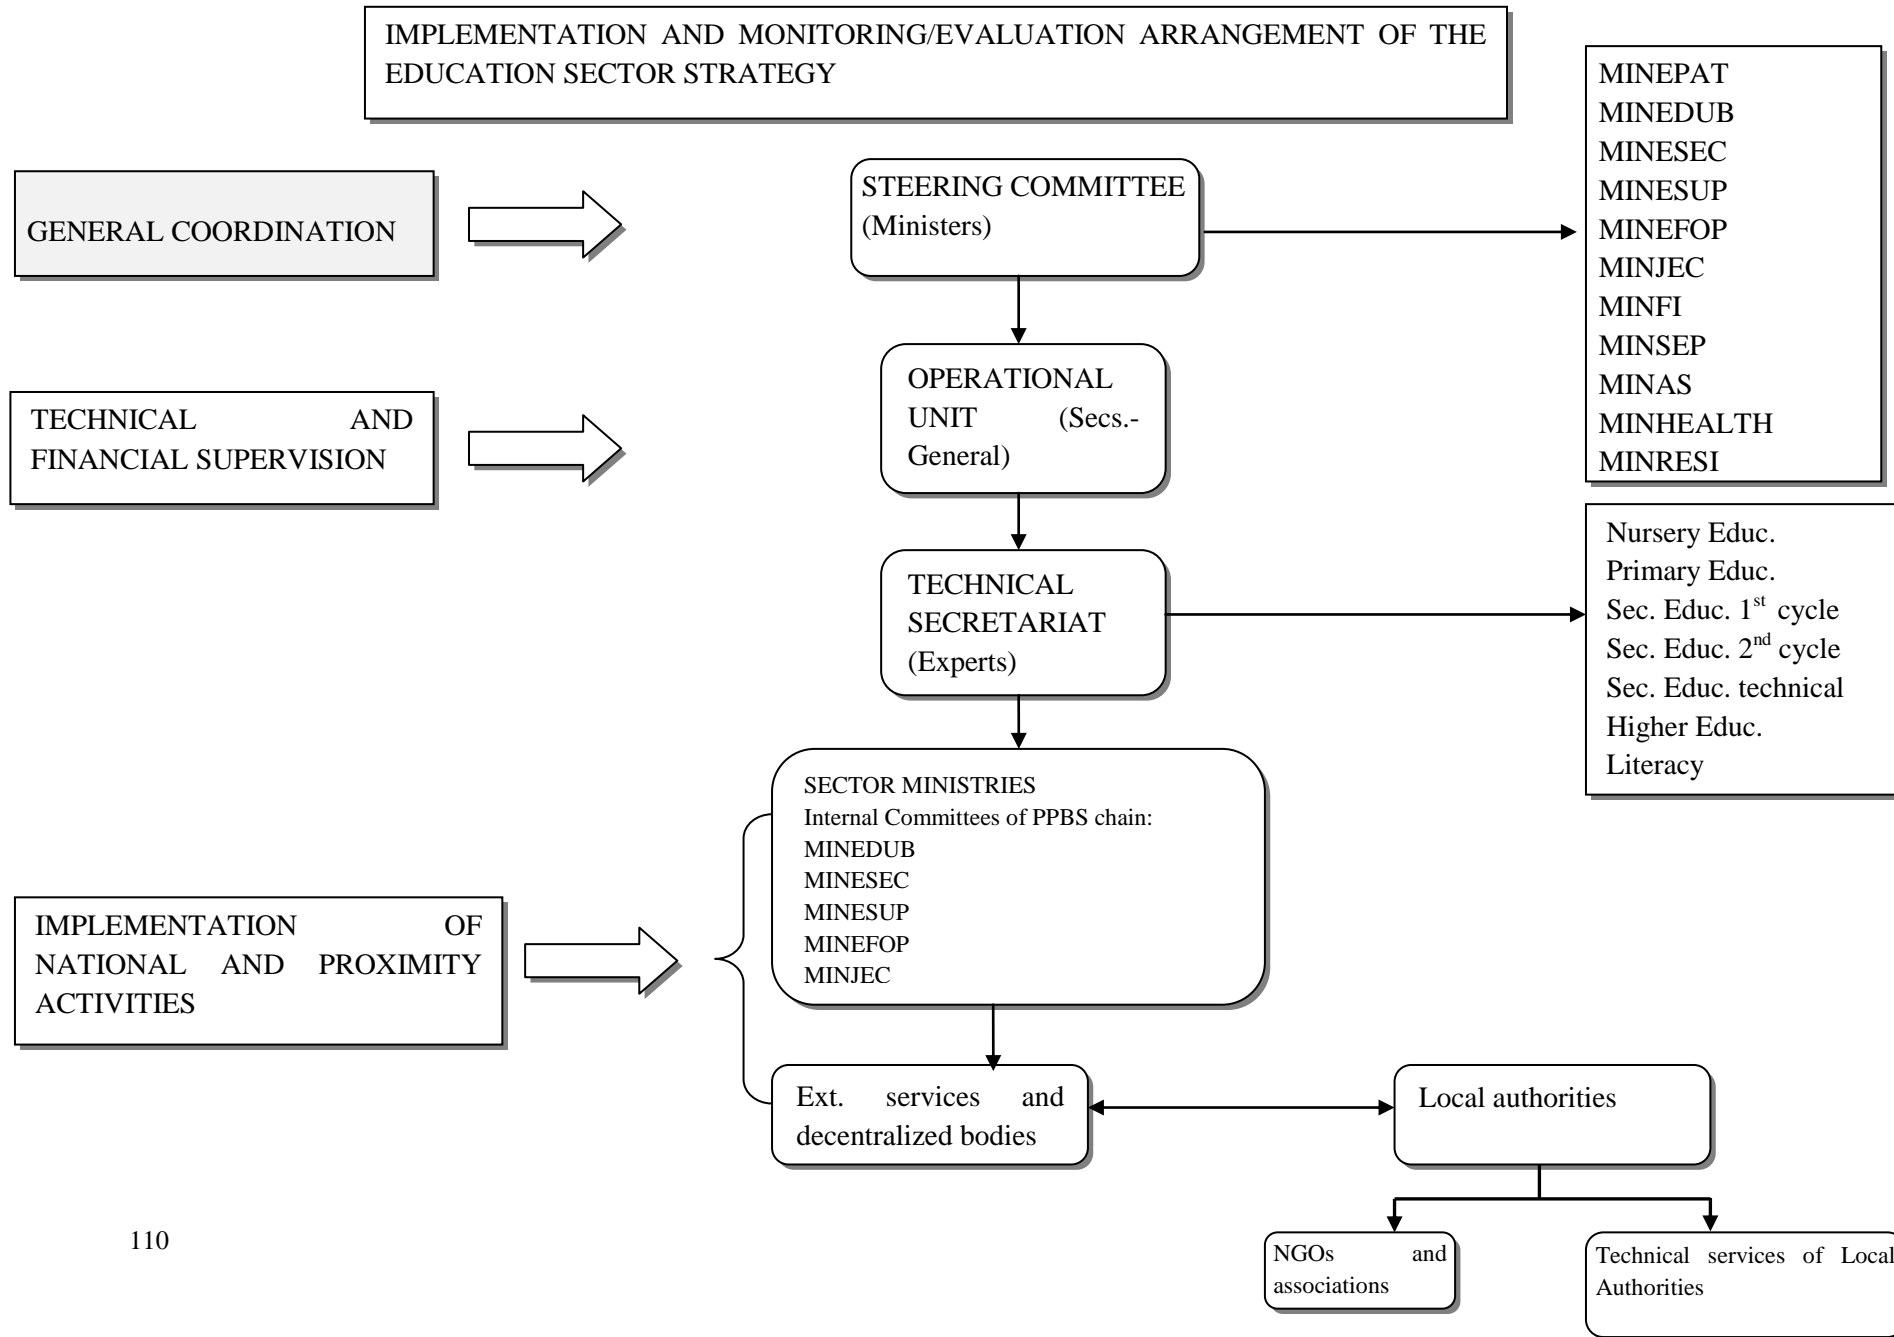 IMPLEMENTATION AND MONITORING/EVALUATION ARRANGEMENT OF THE
EDUCATION SECTOR STRATEGY
MINEPAT
MINEDUB
MINESEC
MINESUP
MINEFOP
MINJEC
MINFI
MINSEP
MINAS
MINHEALTH
MINRESI
GENERAL COORDINATION
STEERING COMMITTEE
(Ministers)
TECHNICAL AND
FINANCIAL SUPERVISION
OPERATIONAL
UNIT (Secs.-
General)
TECHNICAL
SECRETARIAT
(Experts)
Nursery Educ.
Primary Educ.
Sec. Educ. 1st cycle
Sec. Educ. 2nd cycle
Sec. Educ. technical
Higher Educ.
Literacy
SECTOR MINISTRIES
Internal Committees of PPBS chain:
MINEDUB
MINESEC
MINESUP
MINEFOP
MINJEC
IMPLEMENTATION OF
NATIONAL AND PROXIMITY
ACTIVITIES
Ext. services and
decentralized bodies
Local authorities
NGOs and
associations
Technical services of Local
Authorities
110